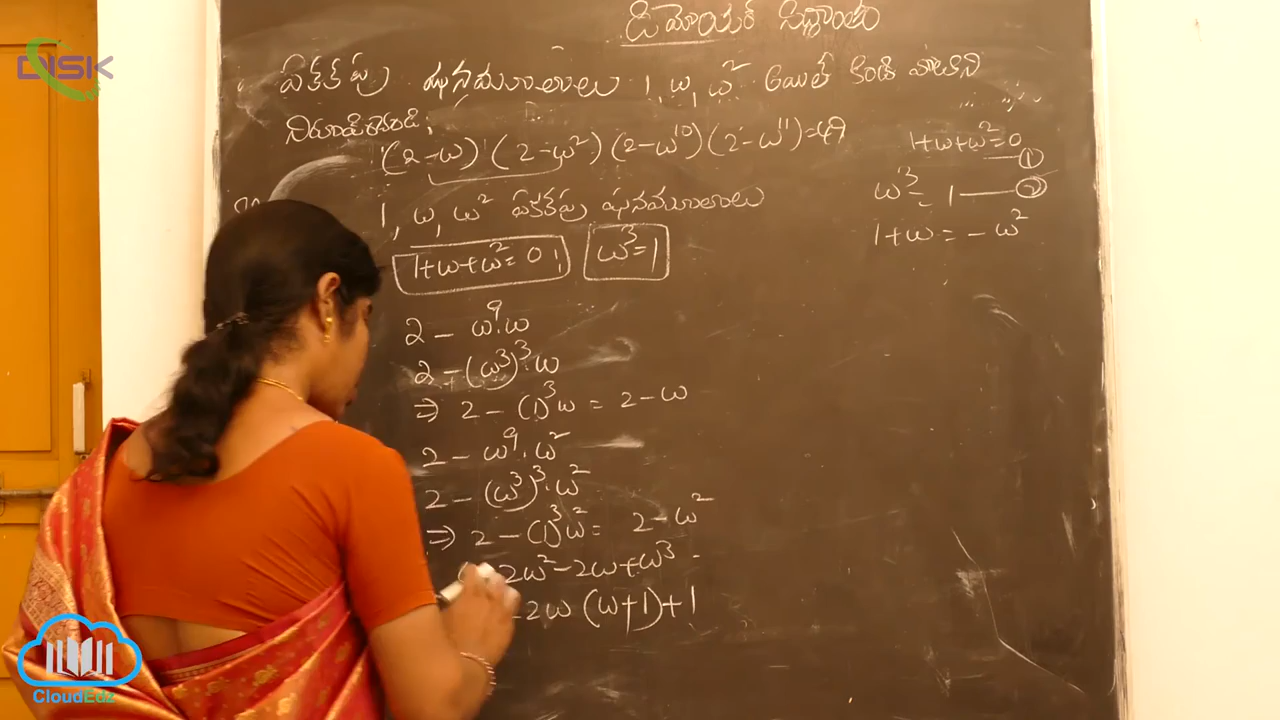 డిమోయర్ సిద్ధాంతం
DISK
ఏకకపు ఘనమూలాలు 1, ω, ω² అయితే కింది వాటిని
నిరూపించండి.
(2-ω) (2-ω²) (2-ω¹⁰) (2-ω¹¹)=49
1+ω+ω²=0 ①
ω³= 1 ②
1+ω = -ω²
1, ω, ω² ఏకకపు ఘనమూలాలు
1+ω+ω²=0 ; ω³=1
2 - ω⁹.ω
2 - (ω³)³.ω
⇒ 2 - (1)³ω = 2-ω
2 - ω⁹.ω²
2 - (ω³)³.ω²
⇒ 2 - (1)³ω² = 2-ω²
2ω²-2ω+ω³
2ω (ω+1)+1
CloudEdz